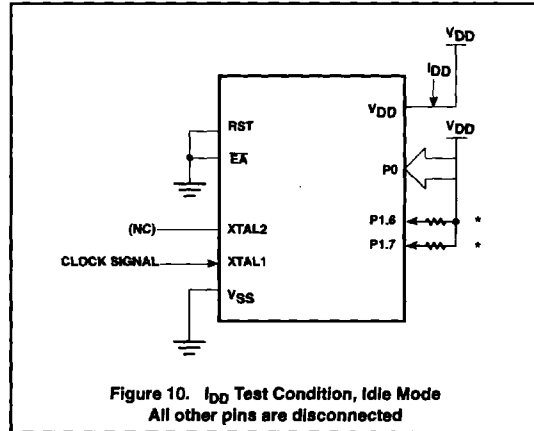 VDD
IDD
VDD
VDD
RST
EA
P0
(NC)
XTAL2
P1.6 *
P1.7 *
CLOCK SIGNAL
XTAL1
VSS
Figure 10. IDD Test Condition, Idle Mode
All other pins are disconnected